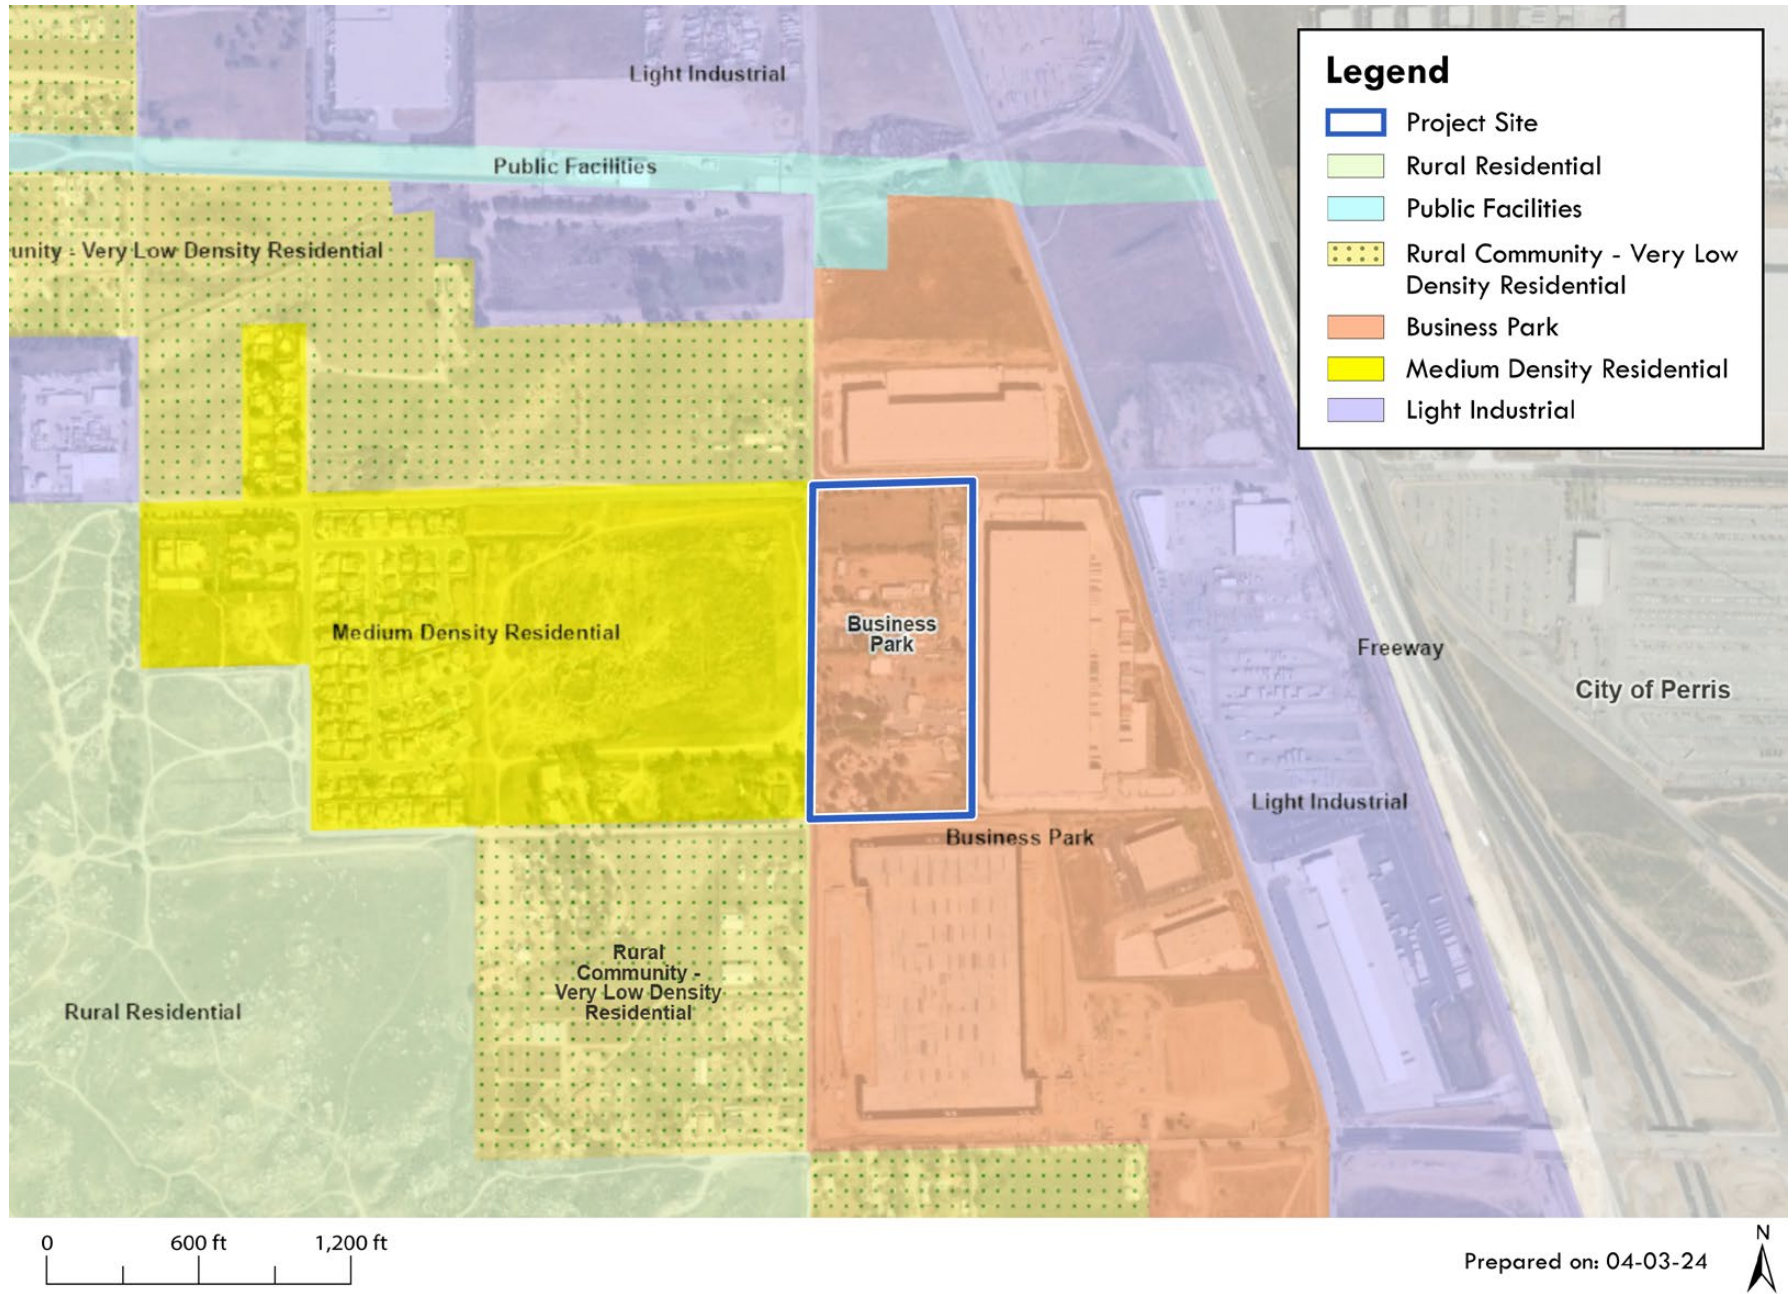 Light Industrial
Legend
Project Site
Rural Residential
Public Facilities
Rural Community - Very Low
Density Residential
Business Park
Medium Density Residential
Light Industrial
Public Facilities
unity - Very Low Density Residential
Medium Density Residential
Business
Park
Freeway
City of Perris
Light Industrial
Business Park
Rural
Community -
Very Low Density
Residential
Rural Residential
0
600 ft
1,200 ft
Prepared on: 04-03-24
N